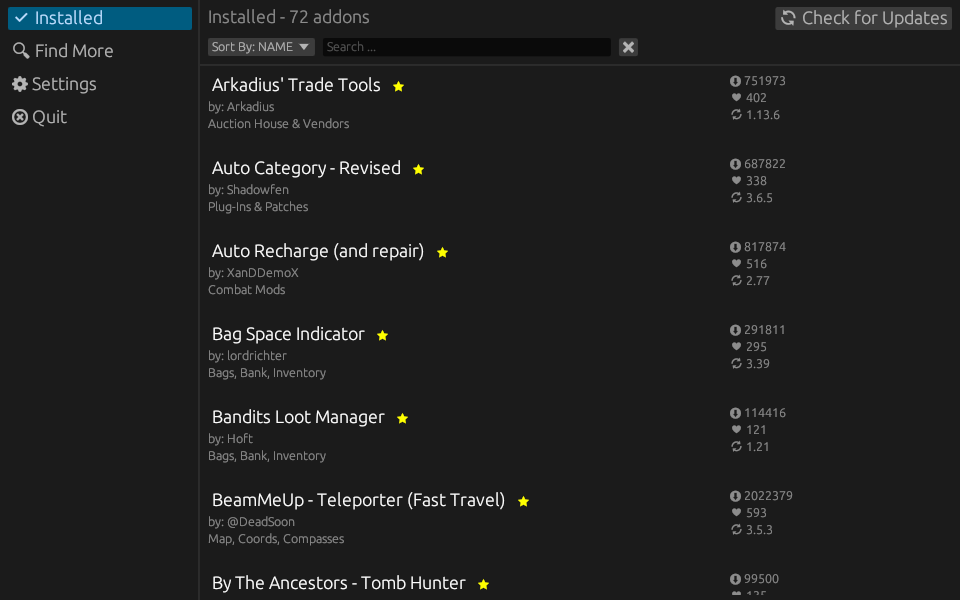 Installed
Find More
Settings
Quit
Installed - 72 addons
Check for Updates
Sort By: NAME
Search ...
Arkadius' Trade Tools
by: Arkadius
Auction House & Vendors
751973
402
1.13.6
Auto Category - Revised
by: Shadowfen
Plug-Ins & Patches
687822
338
3.6.5
Auto Recharge (and repair)
by: XanDDemoX
Combat Mods
817874
516
2.77
Bag Space Indicator
by: lordrichter
Bags, Bank, Inventory
291811
295
3.39
Bandits Loot Manager
by: Hoft
Bags, Bank, Inventory
114416
121
1.21
BeamMeUp - Teleporter (Fast Travel)
by: @DeadSoon
Map, Coords, Compasses
2022379
593
3.5.3
By The Ancestors - Tomb Hunter
99500